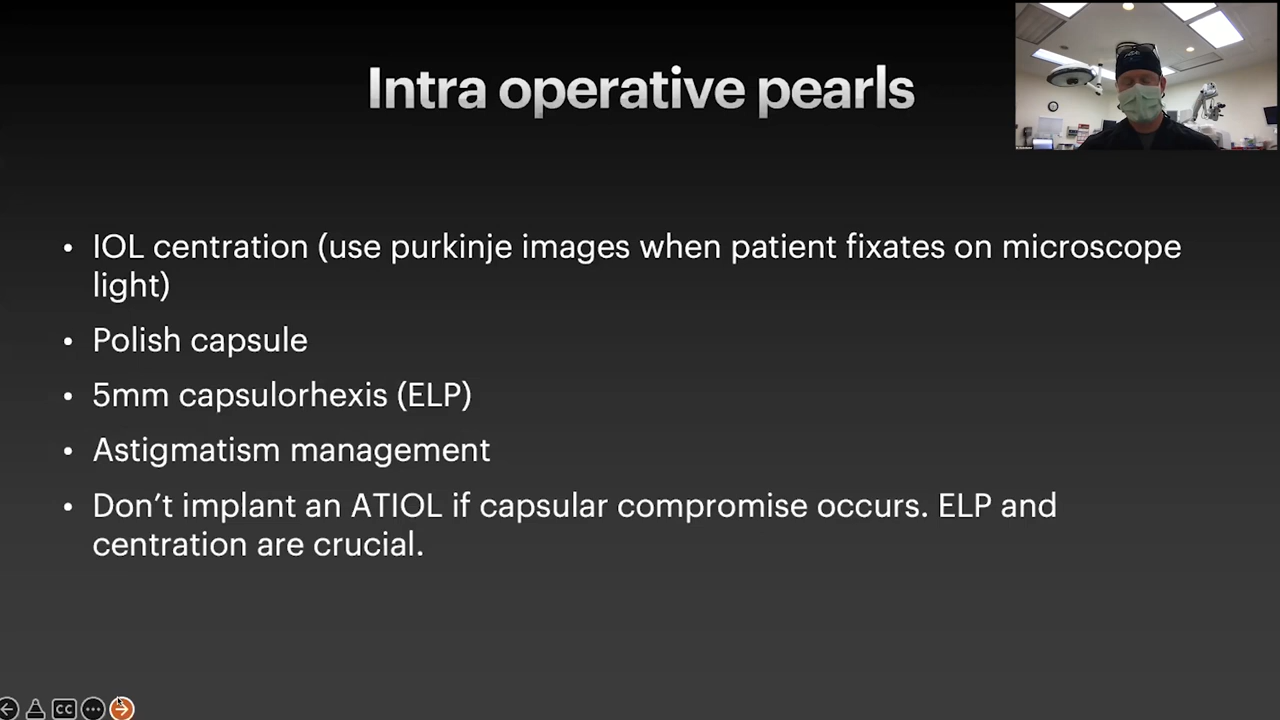 Intra operative pearls
• IOL centration (use purkinje images when patient fixates on microscope
light)
• Polish capsule
• 5mm capsulorhexis (ELP)
• Astigmatism management
• Don’t implant an ATIOL if capsular compromise occurs. ELP and
centration are crucial.
CC